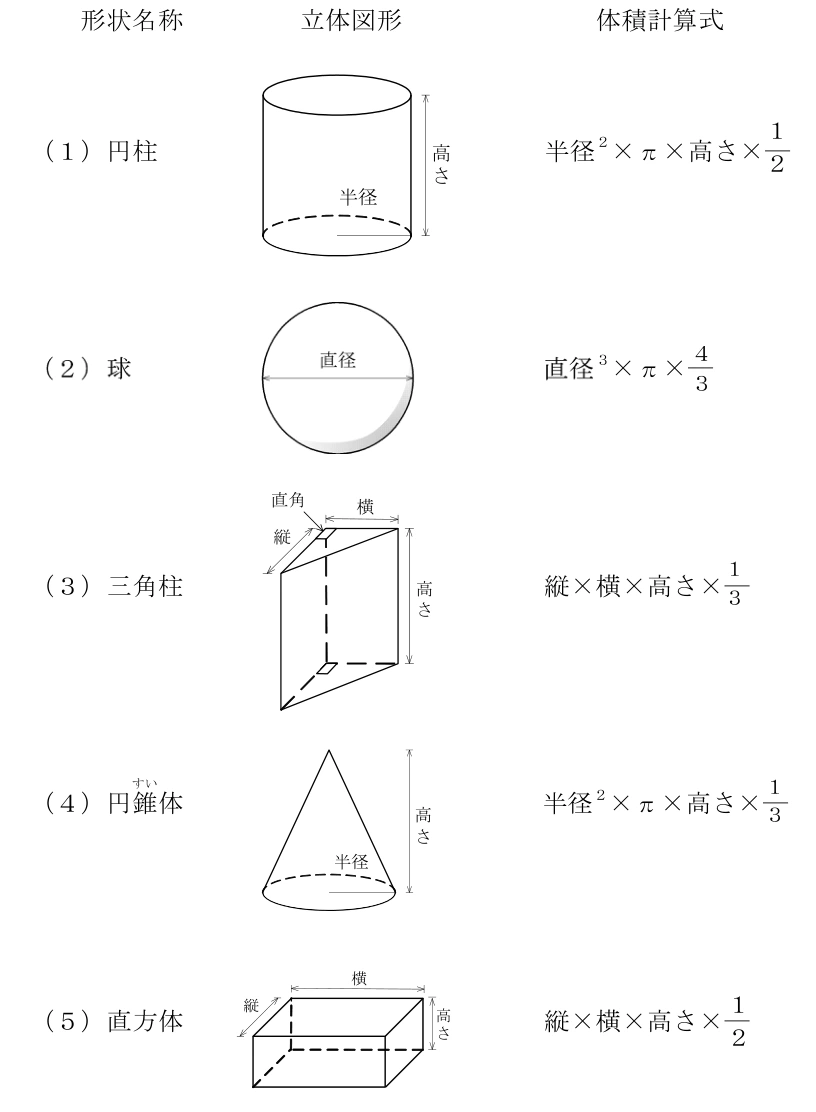 形状名称 立体図形 体積計算式
（１）円柱 半径 高さ 半径²×π×高さ×1/2
（２）球 直径 直径³×π×4/3
（３）三角柱 直角 横 縦 高さ 縦×横×高さ×1/3
（４）円錐体 すい 半径 高さ 半径²×π×高さ×1/3
（５）直方体 横 縦 高さ 縦×横×高さ×1/2